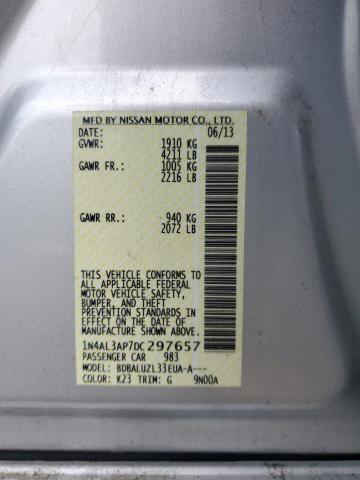 MFD BY NISSAN MOTOR CO., LTD.
DATE: 06/13
GVWR: 1910 KG
4211 LB
GAWR FR.: 1005 KG
2216 LB
GAWR RR.: 940 KG
2072 LB
THIS VEHICLE CONFORMS TO
ALL APPLICABLE FEDERAL
MOTOR VEHICLE SAFETY,
BUMPER, AND THEFT
PREVENTION STANDARDS
IN EFFECT ON THE DATE OF
MANUFACTURE SHOWN ABOVE.
1N4AL3AP7DC297657
PASSENGER CAR 983
MODEL: BDBALUZL33EUA-A---
COLOR: K23 TRIM: G 9N00A